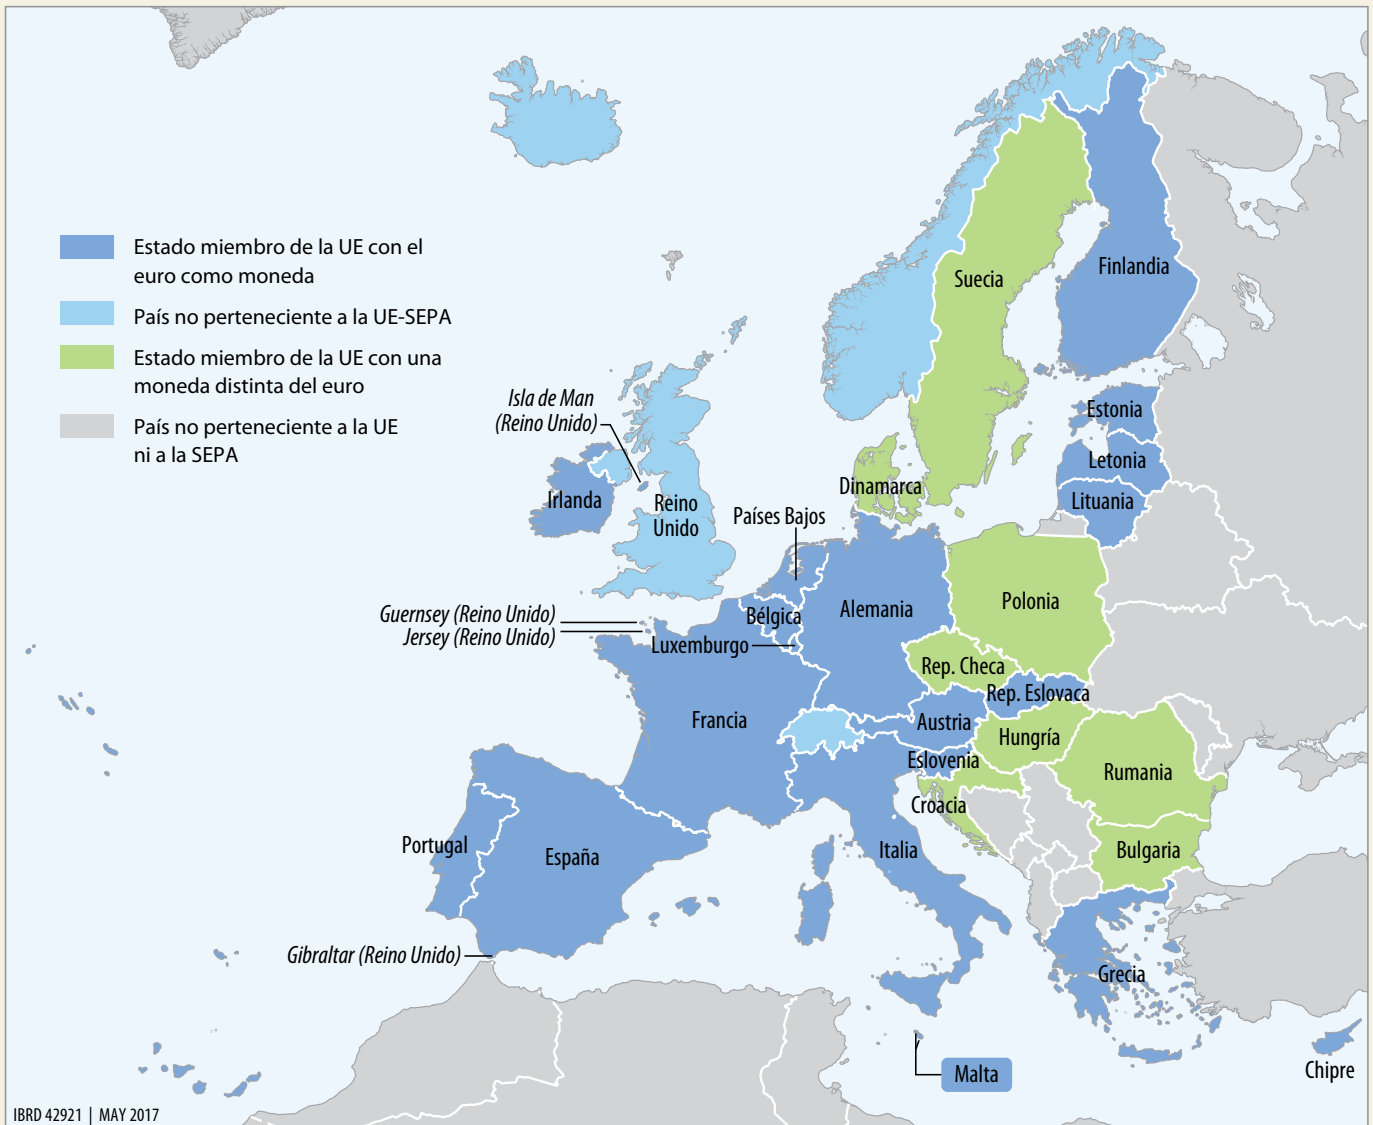 Estado miembro de la UE con el
euro como moneda
País no perteneciente a la UE-SEPA
Estado miembro de la UE con una
moneda distinta del euro
País no perteneciente a la UE
ni a la SEPA
Suecia
Finlandia
Isla de Man
(Reino Unido)
Estonia
Letonia
Lituania
Dinamarca
Irlanda
Reino
Unido
Países Bajos
Guernsey (Reino Unido)
Jersey (Reino Unido)
Bélgica
Luxemburgo
Alemania
Polonia
Rep. Checa
Rep. Eslovaca
Francia
Austria
Hungría
Eslovenia
Rumania
Croacia
Portugal
España
Italia
Bulgaria
Gibraltar (Reino Unido)
Grecia
Malta
Chipre
IBRD 42921 | MAY 2017